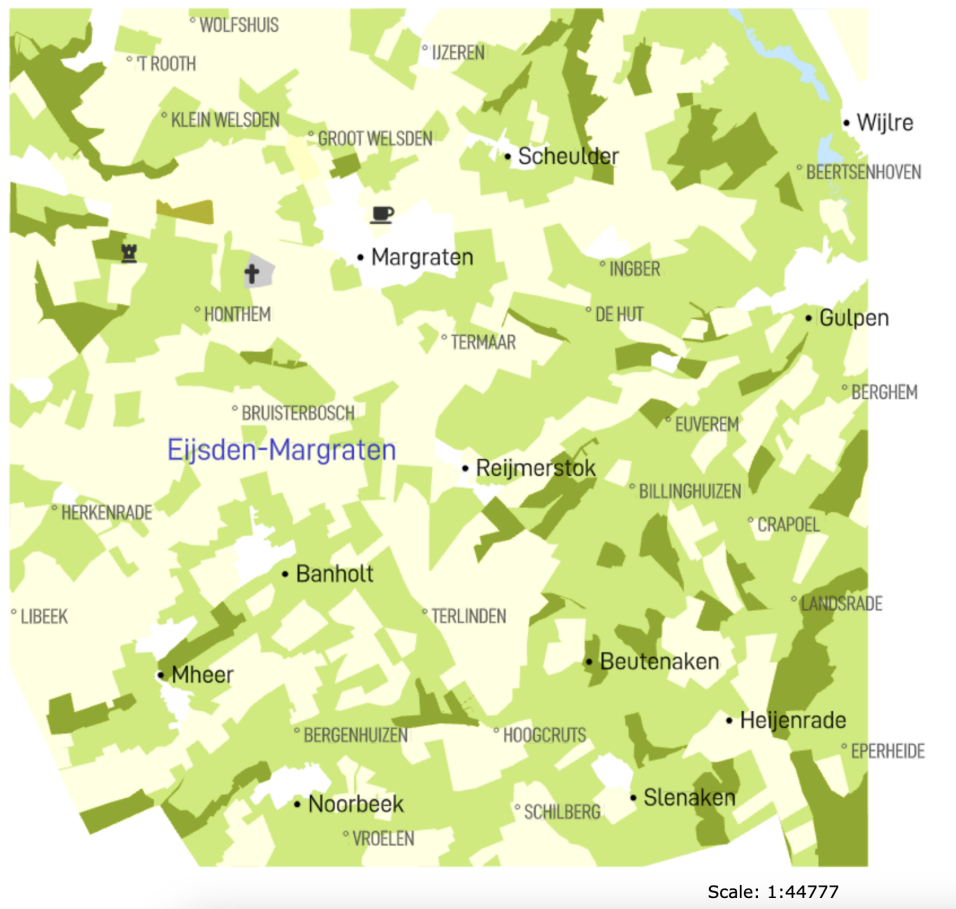 WOLFSHUIS
IJZEREN
'T ROOTH
KLEIN WELSDEN
Wijlre
GROOT WELSDEN
Scheulder
BEERTSENHOVEN
Margraten
INGBER
HONTHEM
DE HUT
Gulpen
TERMAAR
BERGHEM
BRUISTERBOSCH
EUVEREM
Eijsden-Margraten
Reijmerstok
BILLINGHUIZEN
HERKENRADE
CRAPOEL
Banholt
LANDSRADE
LIBEEK
TERLINDEN
Beutenaken
Mheer
Heijenrade
BERGENHUIZEN
HOOGCRUTS
EPERHEIDE
Slenaken
Noorbeek
SCHILBERG
VROELEN
Scale: 1:44777